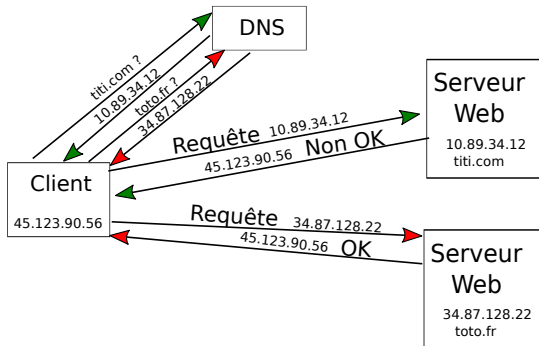 DNS
titi.com ?
10.89.34.12
toto.fr ?
34.87.128.22
Serveur
Web
10.89.34.12
titi.com
Requête 10.89.34.12
45.123.90.56 Non OK
Client
45.123.90.56
Requête 34.87.128.22
45.123.90.56 OK
Serveur
Web
34.87.128.22
toto.fr